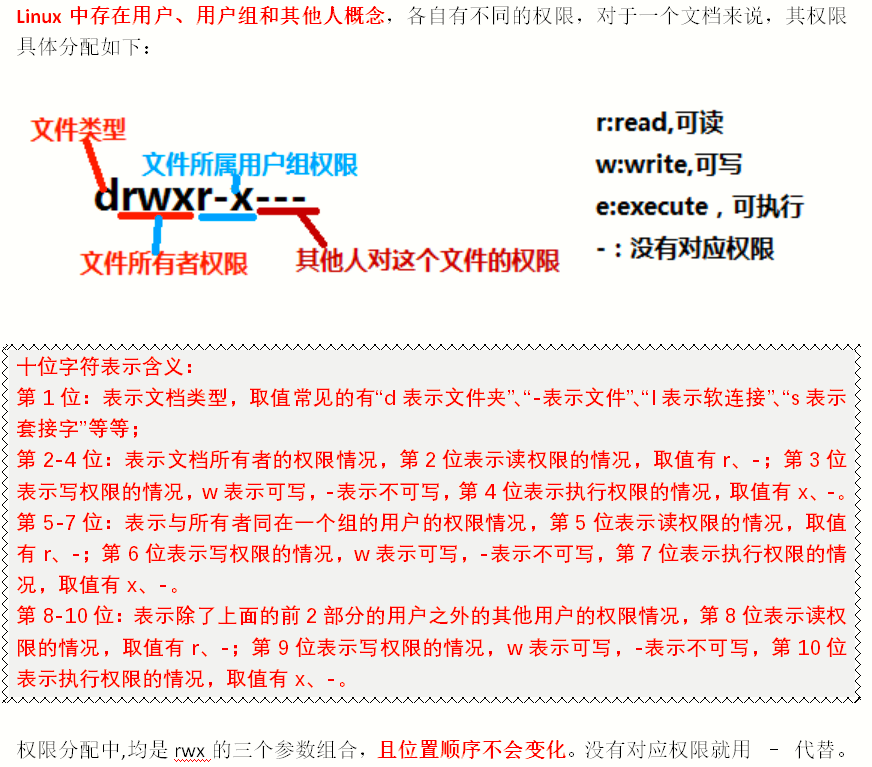 Linux 中存在用户、用户组和其他人概念，各自有不同的权限，对于一个文档来说，其权限
具体分配如下：
文件类型
文件所属用户组权限
drwxr-x---
文件所有者权限
其他人对这个文件的权限
r:read,可读
w:write,可写
e:execute，可执行
-：没有对应权限
十位字符表示含义：
第 1 位：表示文档类型，取值常见的有“d 表示文件夹”、“-表示文件”、“l 表示软连接”、“s 表示
套接字”等等；
第 2-4 位：表示文档所有者的权限情况，第 2 位表示读权限的情况，取值有 r、-；第 3 位
表示写权限的情况，w 表示可写，-表示不可写，第 4 位表示执行权限的情况，取值有 x、-。
第 5-7 位：表示与所有者同在一个组的用户的权限情况，第 5 位表示读权限的情况，取值
有 r、-；第 6 位表示写权限的情况，w 表示可写，-表示不可写，第 7 位表示执行权限的情
况，取值有 x、-。
第 8-10 位：表示除了上面的前 2 部分的用户之外的其他用户的权限情况，第 8 位表示读权
限的情况，取值有 r、-；第 9 位表示写权限的情况，w 表示可写，-表示不可写，第 10 位
表示执行权限的情况，取值有 x、-。
权限分配中,均是 rwx 的三个参数组合，且位置顺序不会变化。没有对应权限就用 - 代替。